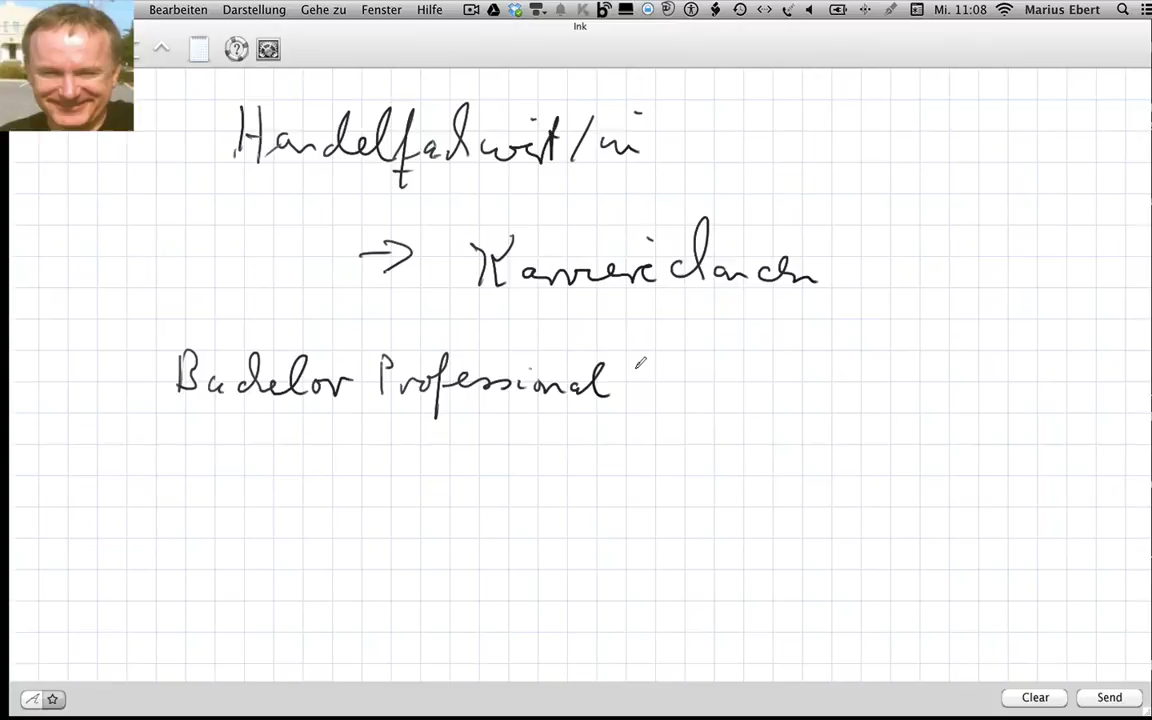 Bearbeiten Darstellung Gehe zu Fenster Hilfe Mi. 11:08 Marius Ebert
Ink
Handelfachwirt/in
→ Karrierechancen
Bachelor Professional
Clear Send